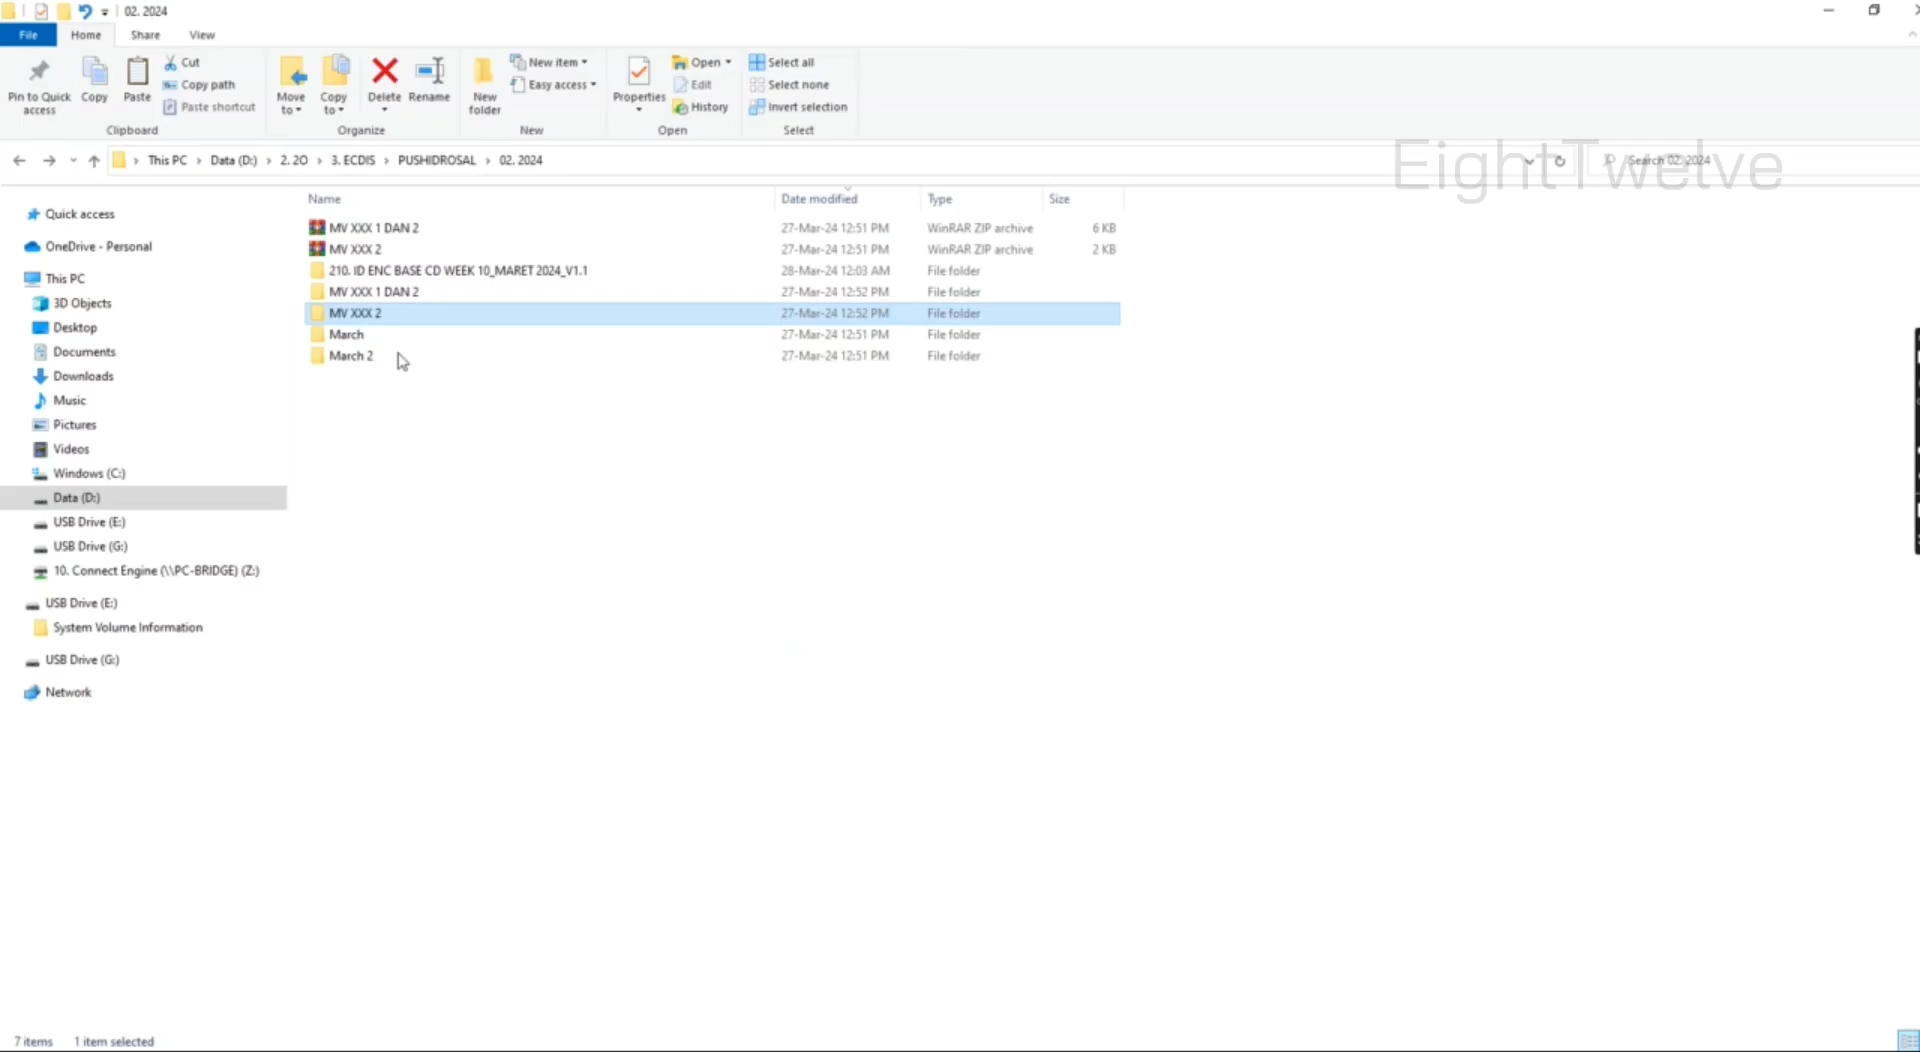 02. 2024
File Home Share View
Pin to Quick access
Copy
Paste
Cut
Copy path
Paste shortcut
Clipboard
Move to
Copy to
Delete
Rename
Organize
New folder
New item
Easy access
New
Properties
Open
Edit
History
Open
Select all
Select none
Invert selection
Select
This PC › Data (D:) › 2. 2O › 3. ECDIS › PUSHIDROSAL › 02. 2024
Search 02. 2024
EightTwelve
Name Date modified Type Size
MV XXX 1 DAN 2 27-Mar-24 12:51 PM WinRAR ZIP archive 6 KB
MV XXX 2 27-Mar-24 12:51 PM WinRAR ZIP archive 2 KB
210. ID ENC BASE CD WEEK 10_MARET 2024_V1.1 28-Mar-24 12:03 AM File folder
MV XXX 1 DAN 2 27-Mar-24 12:52 PM File folder
MV XXX 2 27-Mar-24 12:52 PM File folder
March 27-Mar-24 12:51 PM File folder
March 2 27-Mar-24 12:51 PM File folder
Quick access
OneDrive - Personal
This PC
3D Objects
Desktop
Documents
Downloads
Music
Pictures
Videos
Windows (C:)
Data (D:)
USB Drive (E:)
USB Drive (G:)
10. Connect Engine (\\PC-BRIDGE) (Z:)
USB Drive (E:)
System Volume Information
USB Drive (G:)
Network
7 items 1 item selected